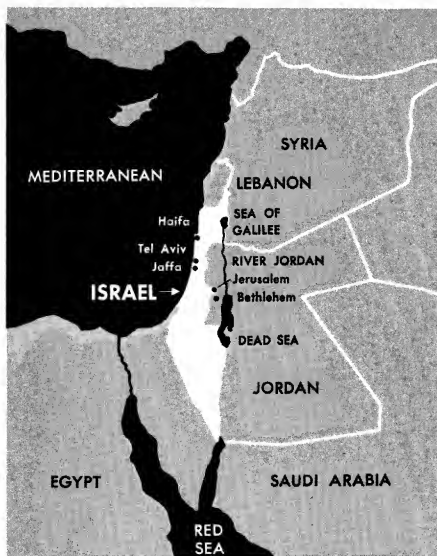 SYRIA
MEDITERRANEAN
LEBANON
Haifa
SEA OF
GALILEE
Tel Aviv
Jaffa
RIVER JORDAN
Jerusalem
ISRAEL
Bethlehem
DEAD SEA
JORDAN
EGYPT
SAUDI ARABIA
RED
SEA